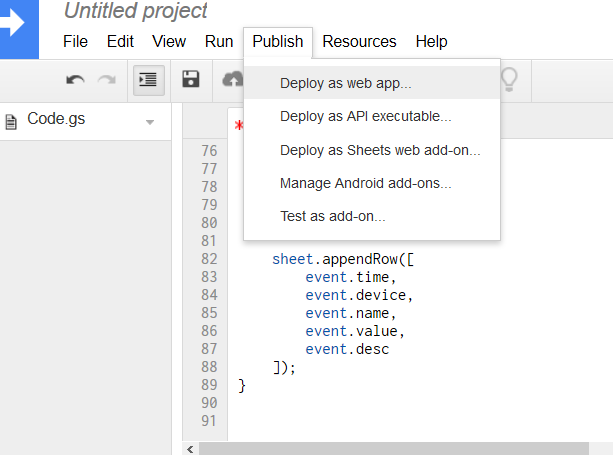 Untitled project
File Edit View Run Publish Resources Help
Deploy as web app...
Deploy as API executable...
Deploy as Sheets web add-on...
Manage Android add-ons...
Test as add-on...
Code.gs
*
76
77
78
79
80
81
82 sheet.appendRow([
83 event.time,
84 event.device,
85 event.name,
86 event.value,
87 event.desc
88 ]);
89 }
90
91